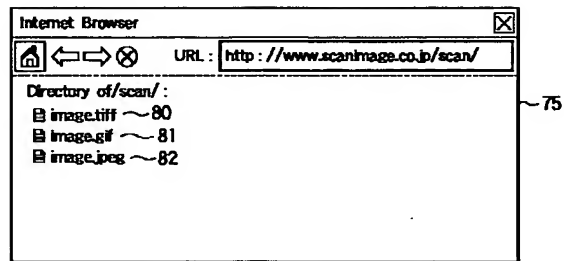 Internet Browser
URL : http : //www.scanimage.co.jp/scan/
Directory of/scan/ :
image.tiff 80
image.gif 81
image.jpeg 82
75